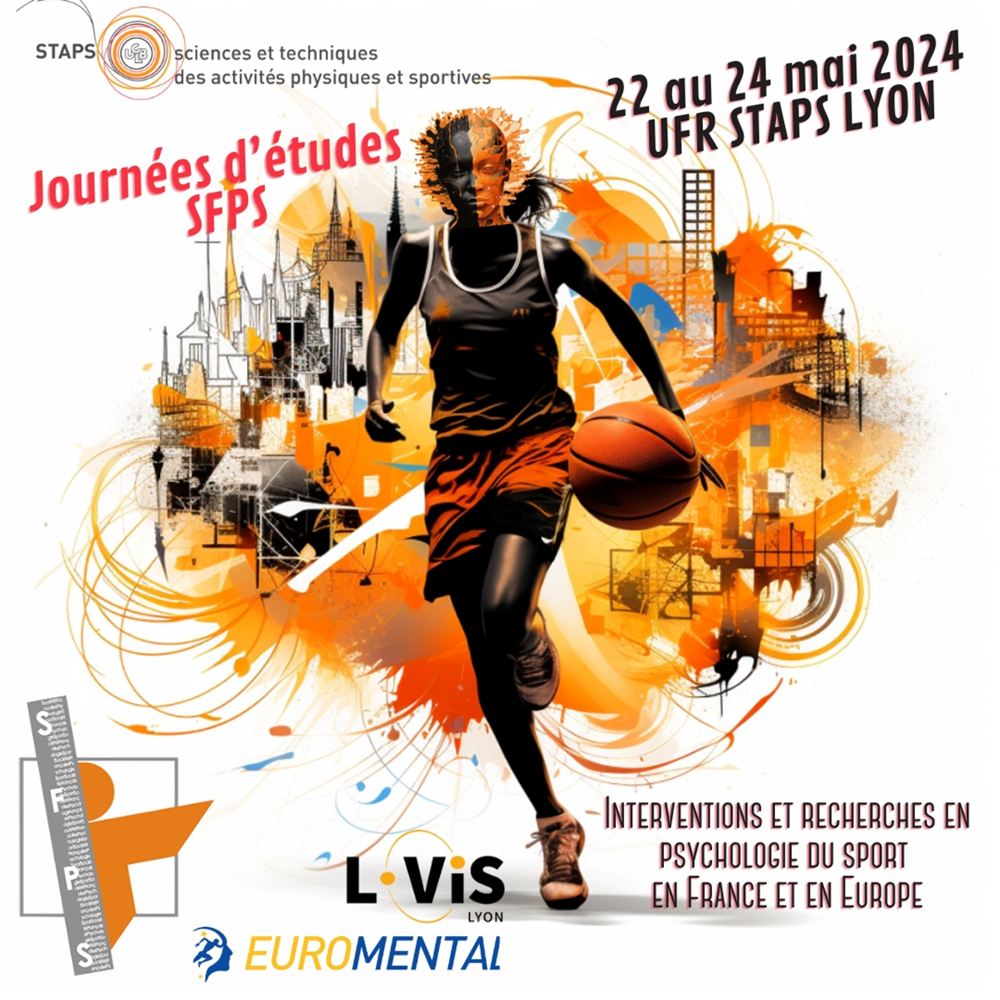 STAPS
UCLB
sciences et techniques
des activités physiques et sportives
22 au 24 mai 2024
UFR STAPS LYON
Journées d'études
SFPS
S
F
P
S
INTERVENTIONS ET RECHERCHES EN
PSYCHOLOGIE DU SPORT
EN FRANCE ET EN EUROPE
L·ViS
LYON
EUROMENTAL